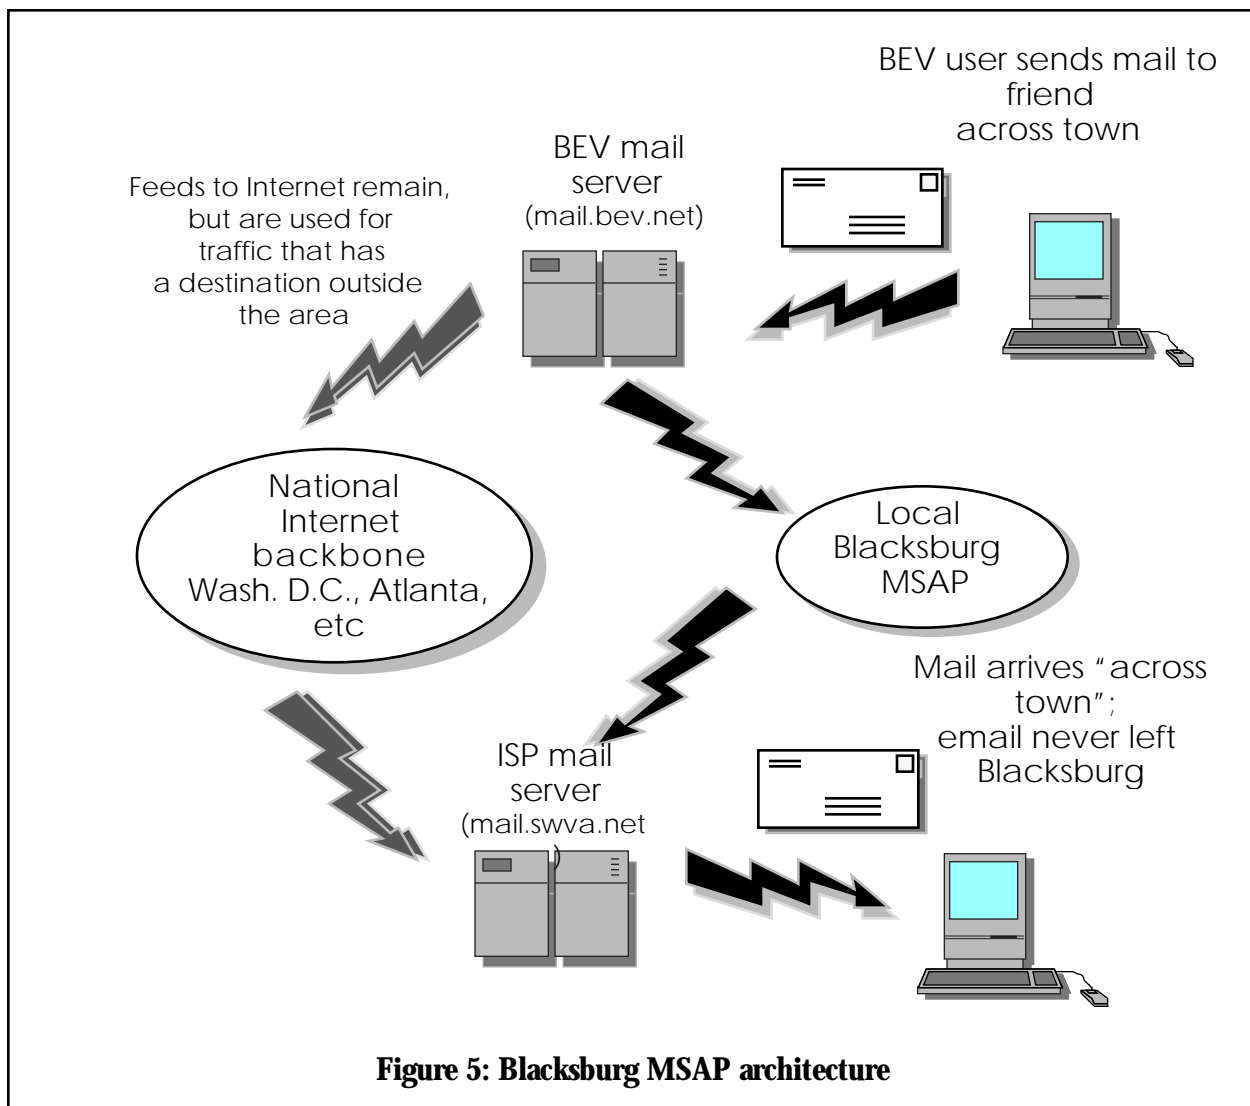 BEV user sends mail to
friend
across town
BEV mail
server
(mail.bev.net)
Feeds to Internet remain,
but are used for
traffic that has
a destination outside
the area
National
Internet
backbone
Wash. D.C., Atlanta,
etc
Local
Blacksburg
MSAP
Mail arrives "across
town";
email never left
Blacksburg
ISP mail
server
(mail.swva.net
)
Figure 5: Blacksburg MSAP architecture